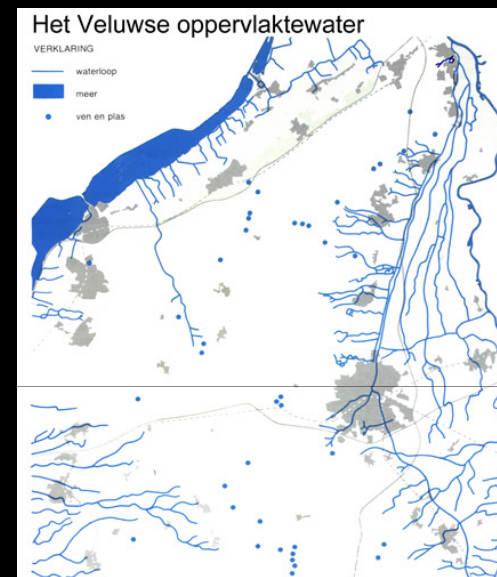 Het Veluwse oppervlaktewater
VERKLARING
waterloop
meer
ven en plas